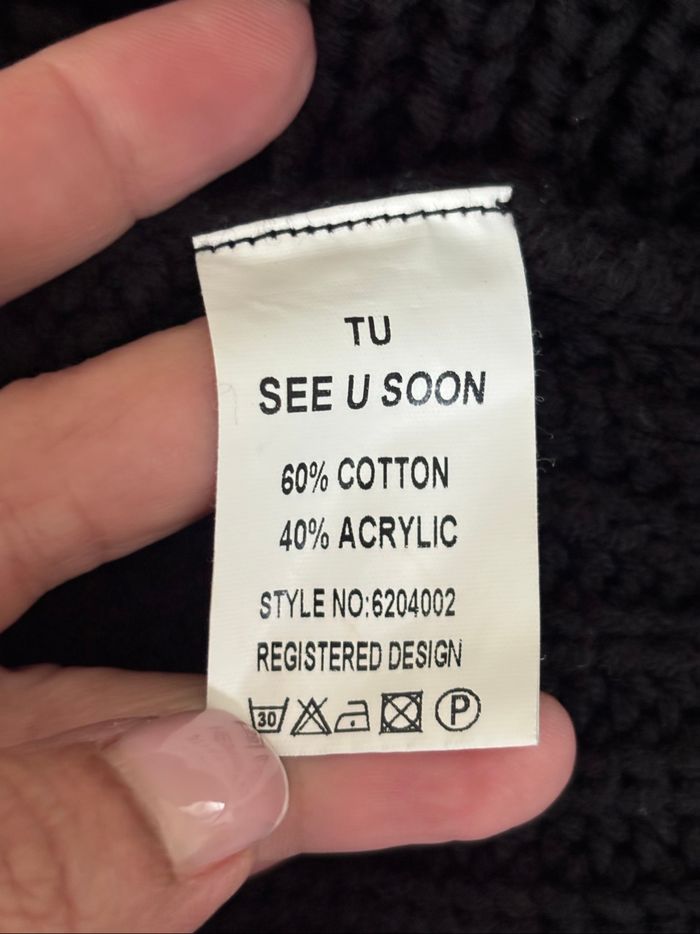 TU
SEE U SOON
60% COTTON
40% ACRYLIC
STYLE NO:6204002
REGISTERED DESIGN
30 P